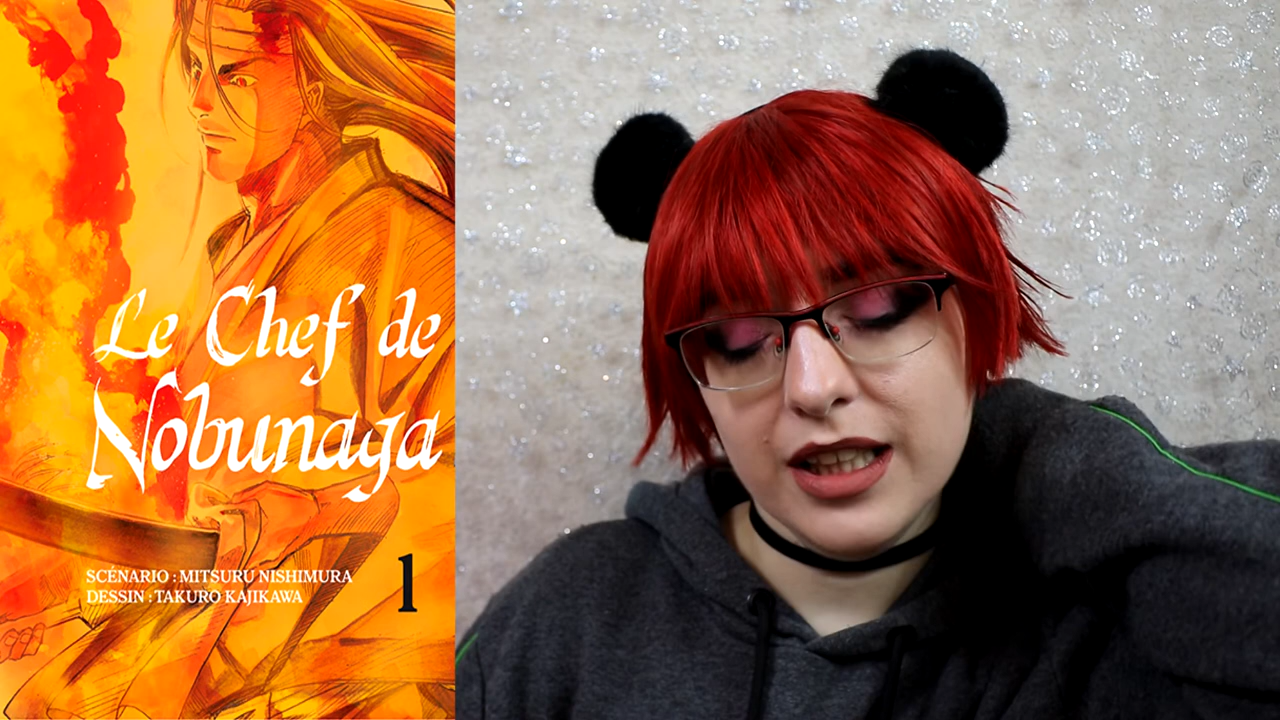 Le Chef de
Nobunaga
SCÉNARIO : MITSURU NISHIMURA
DESSIN : TAKURO KAJIKAWA
1